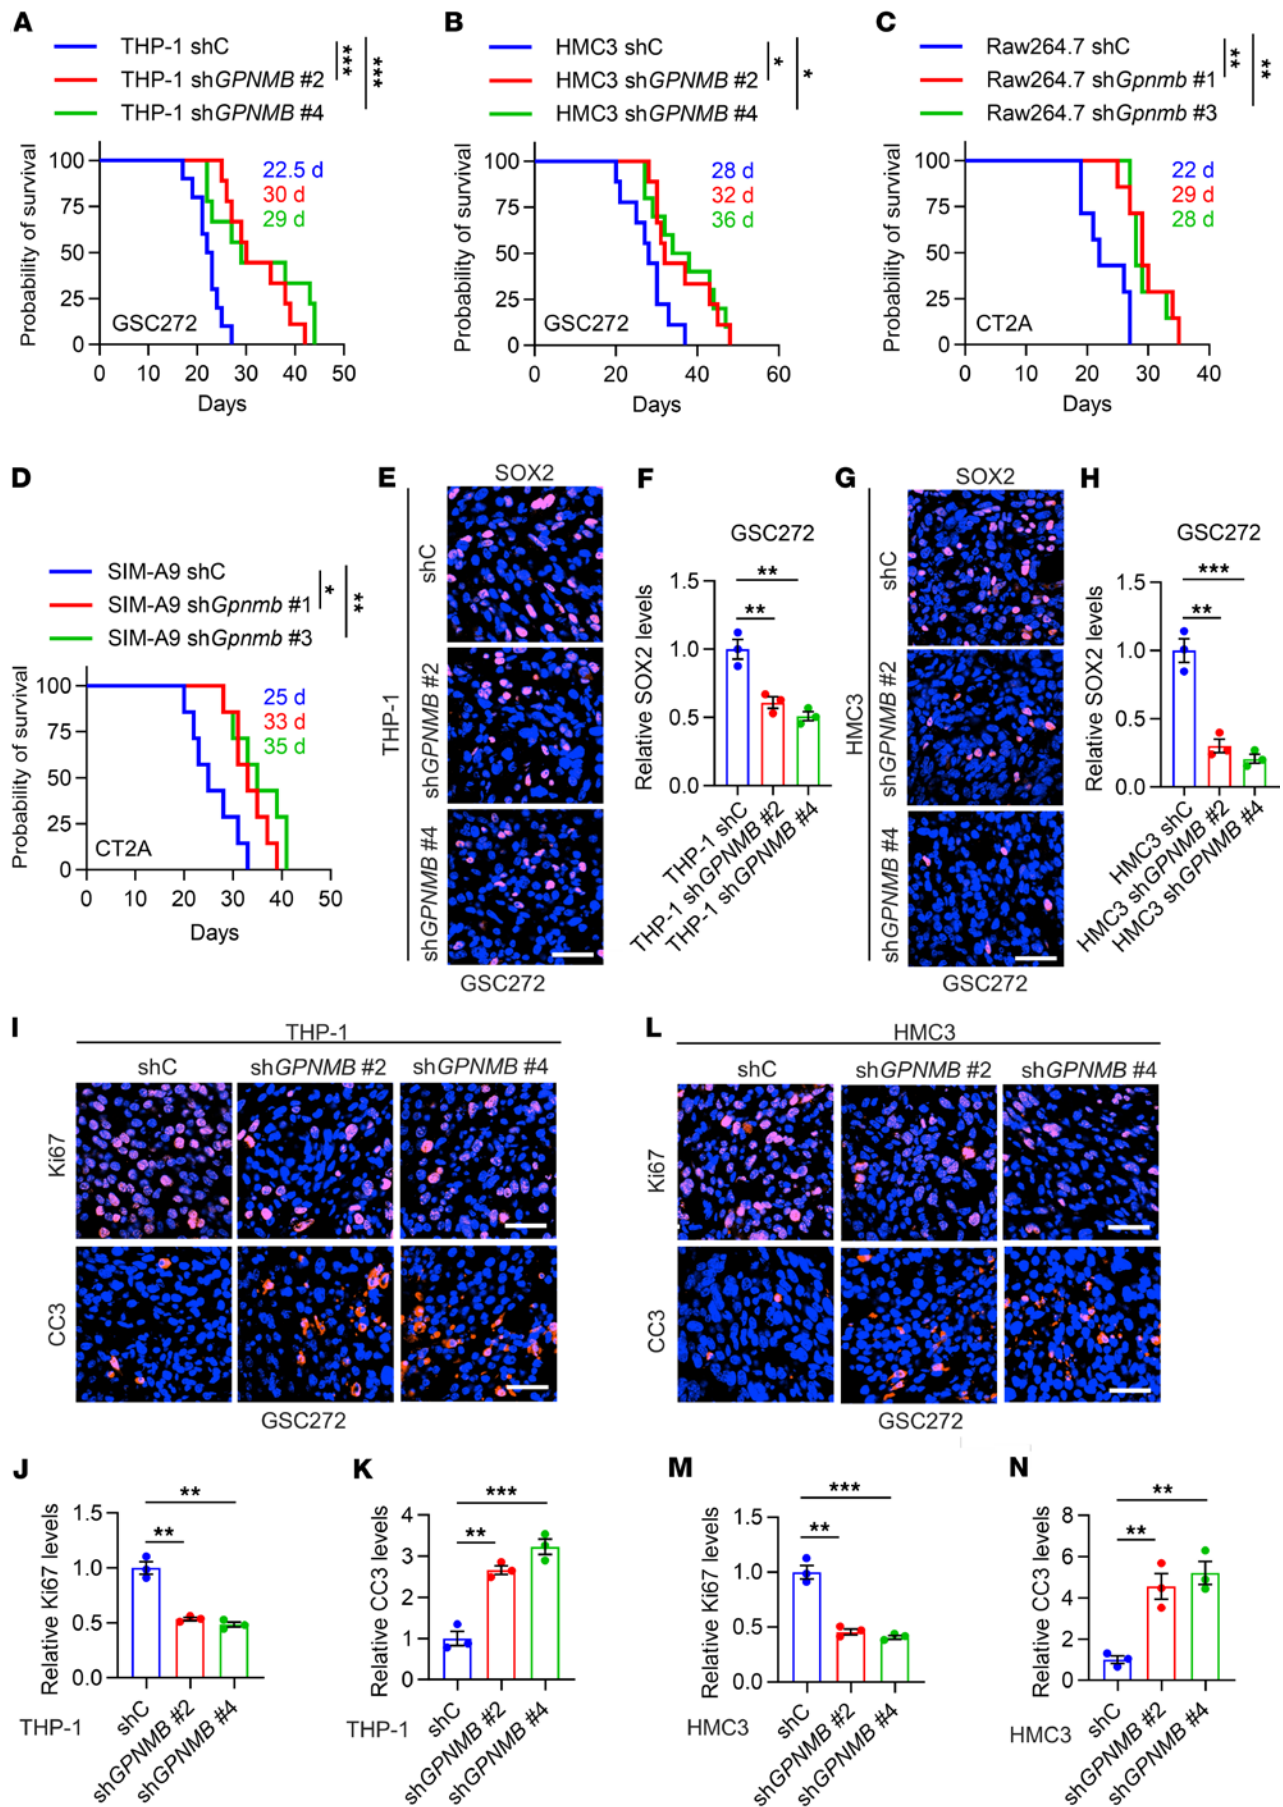 A
THP-1 shC
THP-1 shGPNMB #2
THP-1 shGPNMB #4
***
***
Probability of survival
100
75
50
25
0
22.5 d
30 d
29 d
GSC272
0 10 20 30 40 50
Days
B
HMC3 shC
HMC3 shGPNMB #2
HMC3 shGPNMB #4
*
*
Probability of survival
100
75
50
25
0
28 d
32 d
36 d
GSC272
0 20 40 60
Days
C
Raw264.7 shC
Raw264.7 shGpnmb #1
Raw264.7 shGpnmb #3
**
**
Probability of survival
100
75
50
25
0
22 d
29 d
28 d
CT2A
0 10 20 30 40
Days
D
SIM-A9 shC
SIM-A9 shGpnmb #1
SIM-A9 shGpnmb #3
*
**
Probability of survival
100
75
50
25
0
25 d
33 d
35 d
CT2A
0 10 20 30 40 50
Days
E
SOX2
THP-1
shC
shGPNMB #2
shGPNMB #4
GSC272
F
GSC272
Relative SOX2 levels
1.5
1.0
0.5
0.0
**
**
THP-1 shC
THP-1 shGPNMB #2
THP-1 shGPNMB #4
G
SOX2
HMC3
shC
shGPNMB #2
shGPNMB #4
GSC272
H
GSC272
Relative SOX2 levels
1.5
1.0
0.5
0.0
***
**
HMC3 shC
HMC3 shGPNMB #2
HMC3 shGPNMB #4
I
THP-1
shC shGPNMB #2 shGPNMB #4
Ki67
CC3
GSC272
L
HMC3
shC shGPNMB #2 shGPNMB #4
Ki67
CC3
GSC272
J
Relative Ki67 levels
1.5
1.0
0.5
0.0
**
**
THP-1
shC
shGPNMB #2
shGPNMB #4
K
Relative CC3 levels
4
3
2
1
0
***
**
THP-1
shC
shGPNMB #2
shGPNMB #4
M
Relative Ki67 levels
1.5
1.0
0.5
0.0
***
**
HMC3
shC
shGPNMB #2
shGPNMB #4
N
Relative CC3 levels
8
6
4
2
0
**
**
HMC3
shC
shGPNMB #2
shGPNMB #4